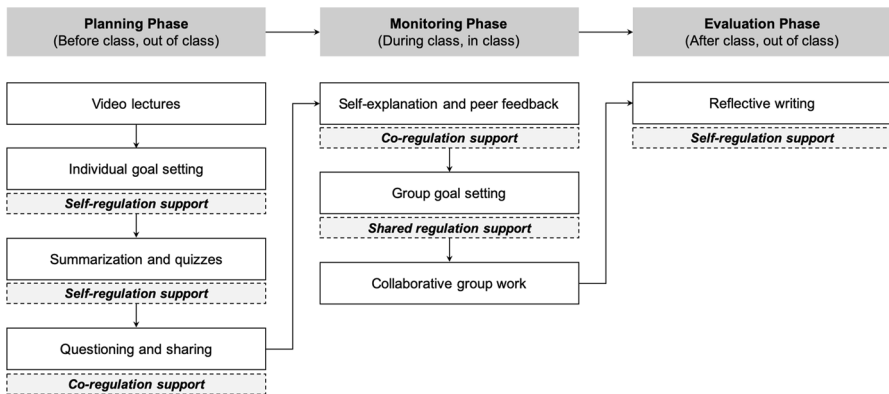 Planning Phase
(Before class, out of class)
Video lectures
Individual goal setting
Self-regulation support
Summarization and quizzes
Self-regulation support
Questioning and sharing
Co-regulation support
Monitoring Phase
(During class, in class)
Self-explanation and peer feedback
Co-regulation support
Group goal setting
Shared regulation support
Collaborative group work
Evaluation Phase
(After class, out of class)
Reflective writing
Self-regulation support